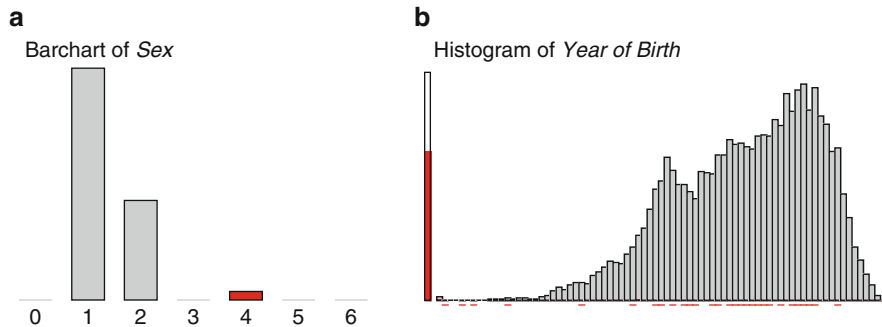 a
Barchart of Sex
0 1 2 3 4 5 6
b
Histogram of Year of Birth